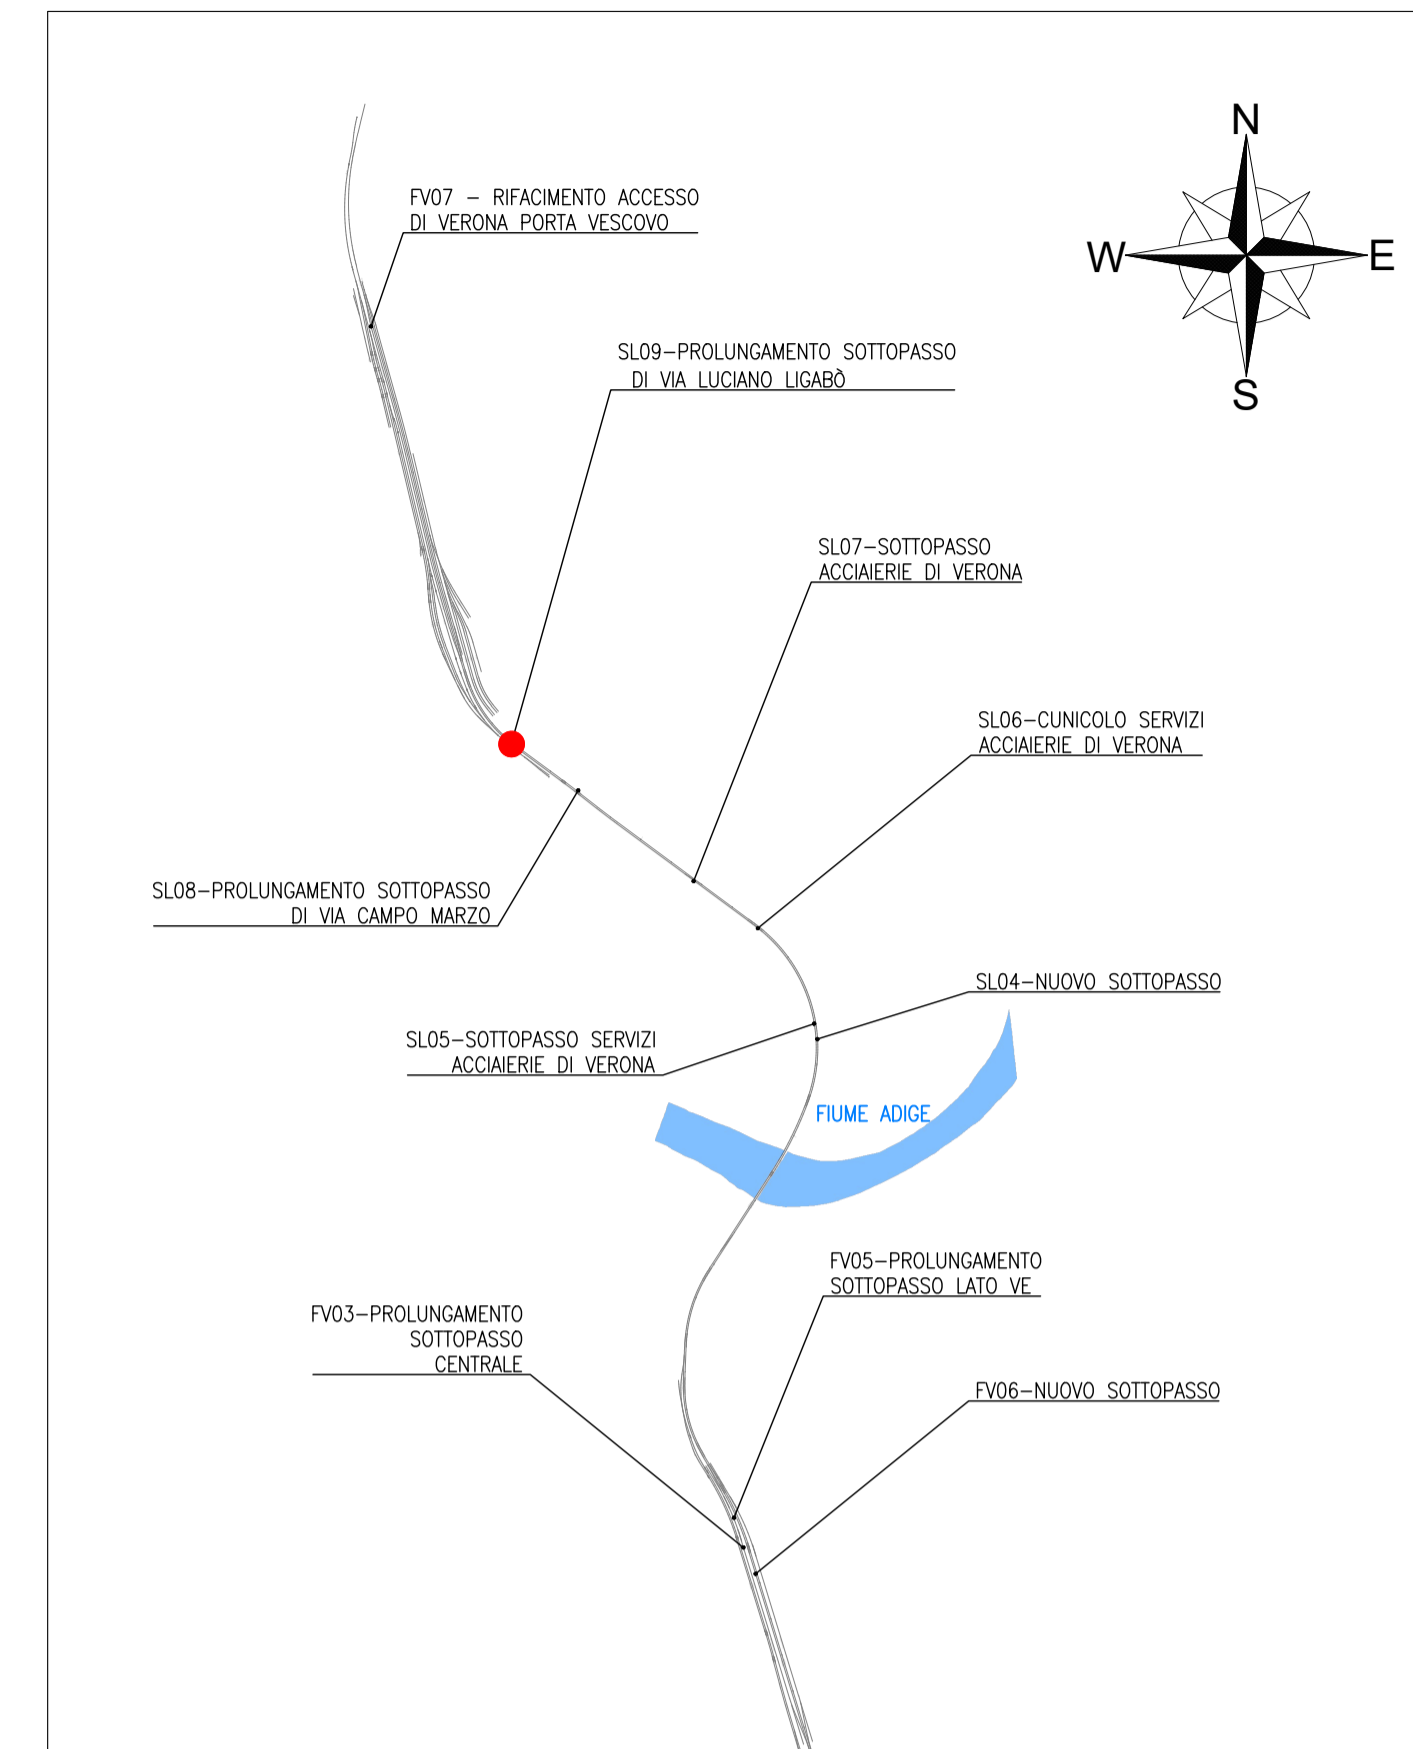 N
FV07 – RIFACIMENTO ACCESSO
DI VERONA PORTA VESCOVO
W
E
SL09–PROLUNGAMENTO SOTTOPASSO
DI VIA LUCIANO LIGABÒ
S
SL07–SOTTOPASSO
ACCIAIERIE DI VERONA
SL06–CUNICOLO SERVIZI
ACCIAIERIE DI VERONA
SL08–PROLUNGAMENTO SOTTOPASSO
DI VIA CAMPO MARZO
SL04–NUOVO SOTTOPASSO
SL05–SOTTOPASSO SERVIZI
ACCIAIERIE DI VERONA
FIUME ADIGE
FV05–PROLUNGAMENTO
SOTTOPASSO LATO VE
FV03–PROLUNGAMENTO
SOTTOPASSO
CENTRALE
FV06–NUOVO SOTTOPASSO